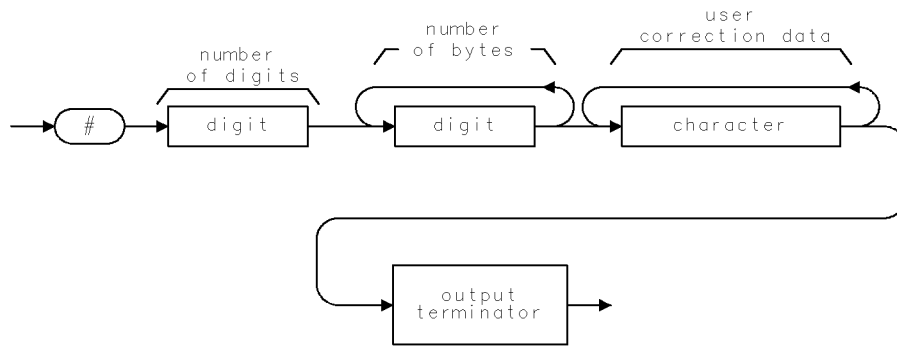 number
of digits
number
of bytes
user
correction data
#
digit
digit
character
output
terminator